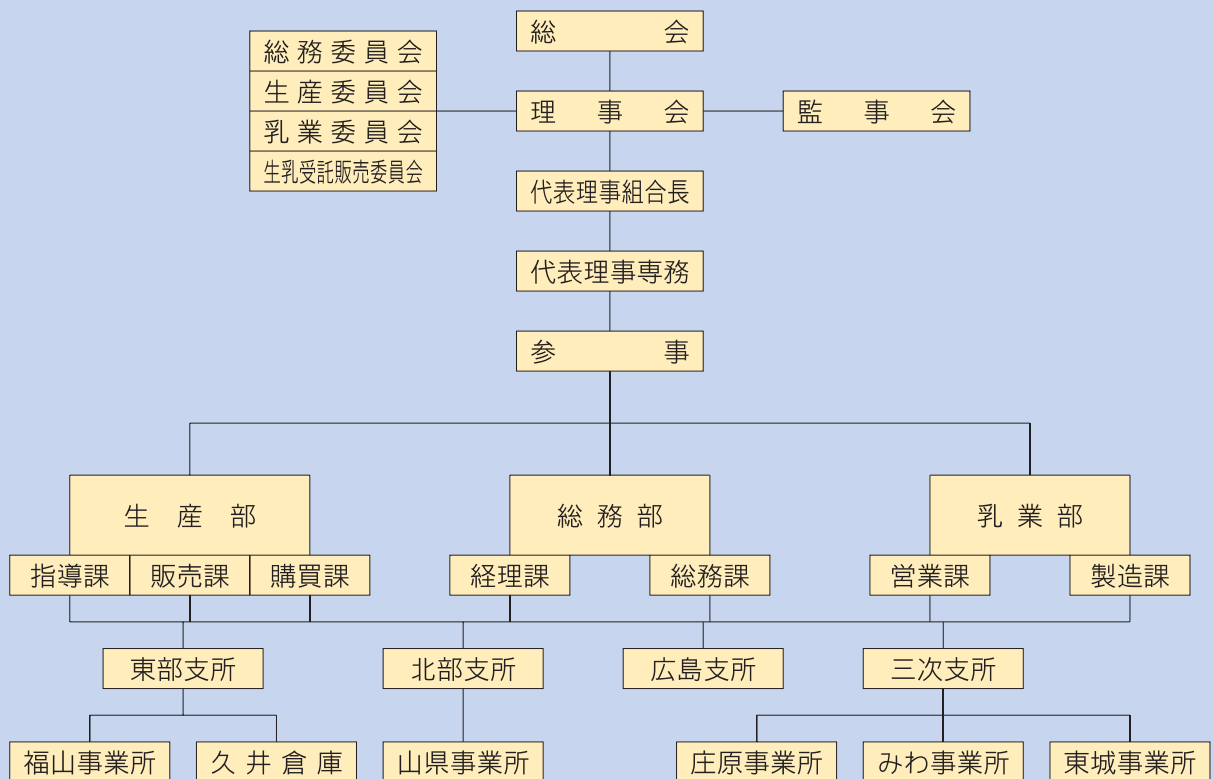 総会
総務委員会
生産委員会
乳業委員会
生乳受託販売委員会
理事会
監事会
代表理事組合長
代表理事専務
参事
生産部
総務部
乳業部
指導課
販売課
購買課
経理課
総務課
営業課
製造課
東部支所
北部支所
広島支所
三次支所
福山事業所
久井倉庫
山県事業所
庄原事業所
みわ事業所
東城事業所